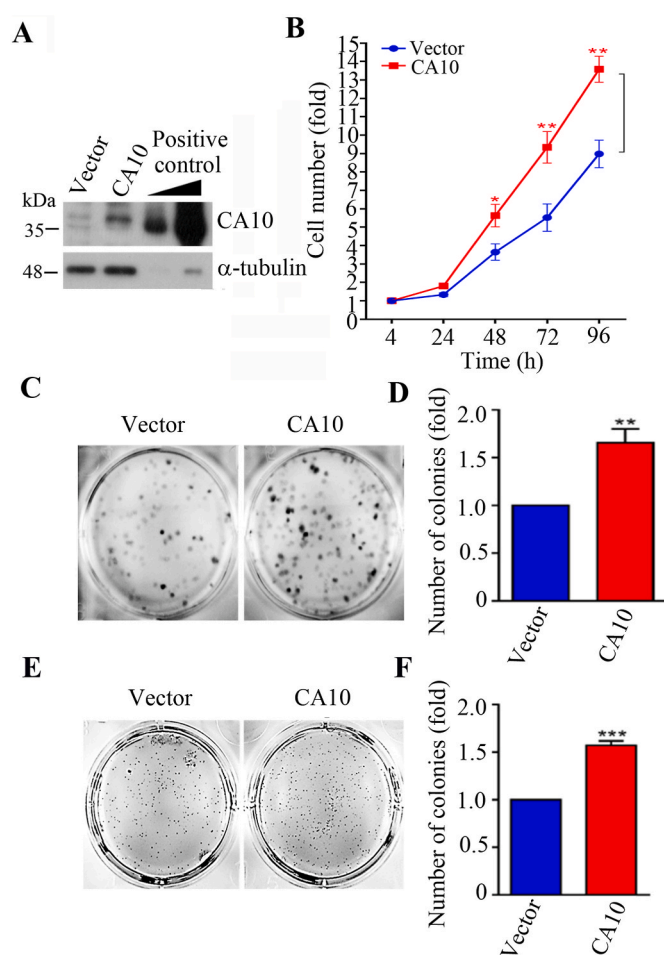 A
Vector
CA10
Positive
control
kDa
35
CA10
48
α-tubulin
B
Vector
CA10
Cell number (fold)
15
14
13
12
11
10
9
8
7
6
5
4
3
2
1
0
*
**
**
4 24 48 72 96
Time (h)
C
Vector CA10
D
Number of colonies (fold)
2.0
1.5
1.0
0.5
0
**
Vector
CA10
E
Vector CA10
F
Number of colonies (fold)
2.0
1.5
1.0
0.5
0
***
Vector
CA10